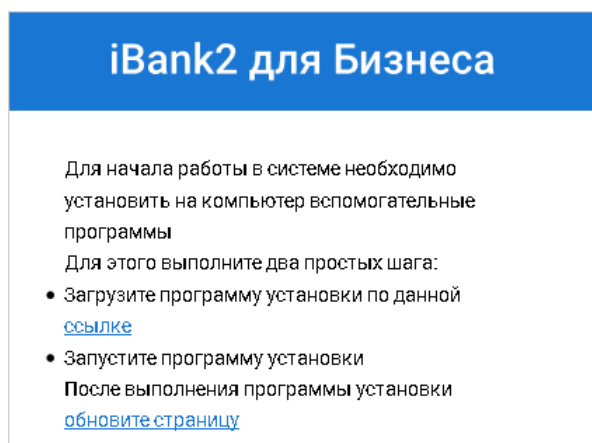 iBank2 для Бизнеса
Для начала работы в системе необходимо
установить на компьютер вспомогательные
программы
Для этого выполните два простых шага:
• Загрузите программу установки по данной
ссылке
• Запустите программу установки
После выполнения программы установки
обновите страницу